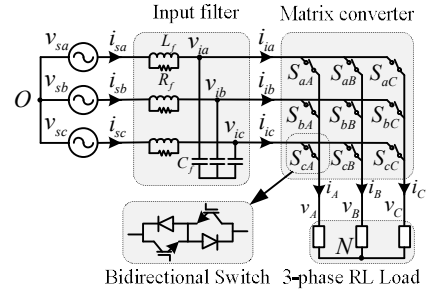 Input filter Matrix converter
v_sa i_sa L_f v_ia i_ia S_aA S_aB S_aC
R_f
O v_sb i_sb v_ib i_ib S_bA S_bB S_bC
v_sc i_sc v_ic i_ic S_cA S_cB S_cC
C_f
i_A i_B i_C
v_A v_B v_C
N
Bidirectional Switch 3-phase RL Load